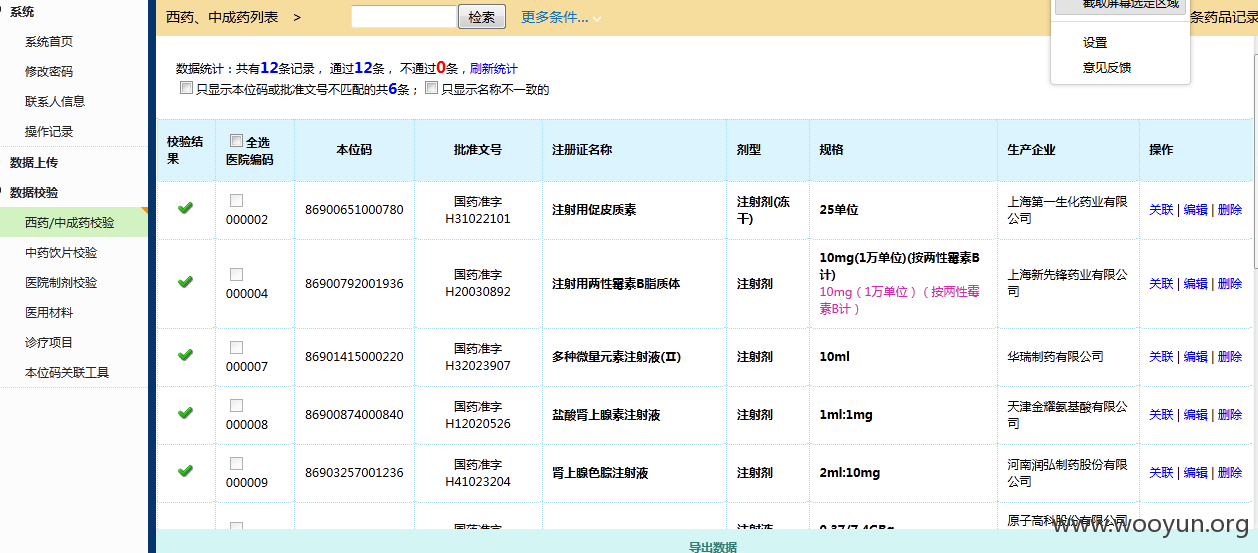 系统
系统首页
修改密码
联系人信息
操作记录
数据上传
数据校验
西药/中成药校验
中药饮片校验
医院制剂校验
医用材料
诊疗项目
本位码关联工具
西药、中成药列表 >
检索
更多条件...
条药品记录
截取屏幕选定区域
设置
意见反馈
数据统计：共有12条记录，通过12条， 不通过0条，刷新统计
只显示本位码或批准文号不匹配的共6条； 只显示名称不一致的
校验结
果
全选
医院编码
本位码
批准文号
注册证名称
剂型
规格
生产企业
操作
000002
86900651000780
国药准字
H31022101
注射用促皮质素
注射剂(冻
干)
25单位
上海第一生化药业有限
公司
关联 | 编辑 | 删除
000004
86900792001936
国药准字
H20030892
注射用两性霉素B脂质体
注射剂
10mg(1万单位)(按两性霉素B
计)
10mg（1万单位）（按两性霉
素B计）
上海新先锋药业有限公
司
关联 | 编辑 | 删除
000007
86901415000220
国药准字
H32023907
多种微量元素注射液(Ⅱ)
注射剂
10ml
华瑞制药有限公司
关联 | 编辑 | 删除
000008
86900874000840
国药准字
H12020526
盐酸肾上腺素注射液
注射剂
1ml:1mg
天津金耀氨基酸有限公
司
关联 | 编辑 | 删除
000009
86903257001236
国药准字
H41023204
肾上腺色腙注射液
注射剂
2ml:10mg
河南润弘制药股份有限
公司
关联 | 编辑 | 删除
国药准字
注射液
0.37/7.4GBq
原子高科股份有限公司
www.wooyun.org
导出数据